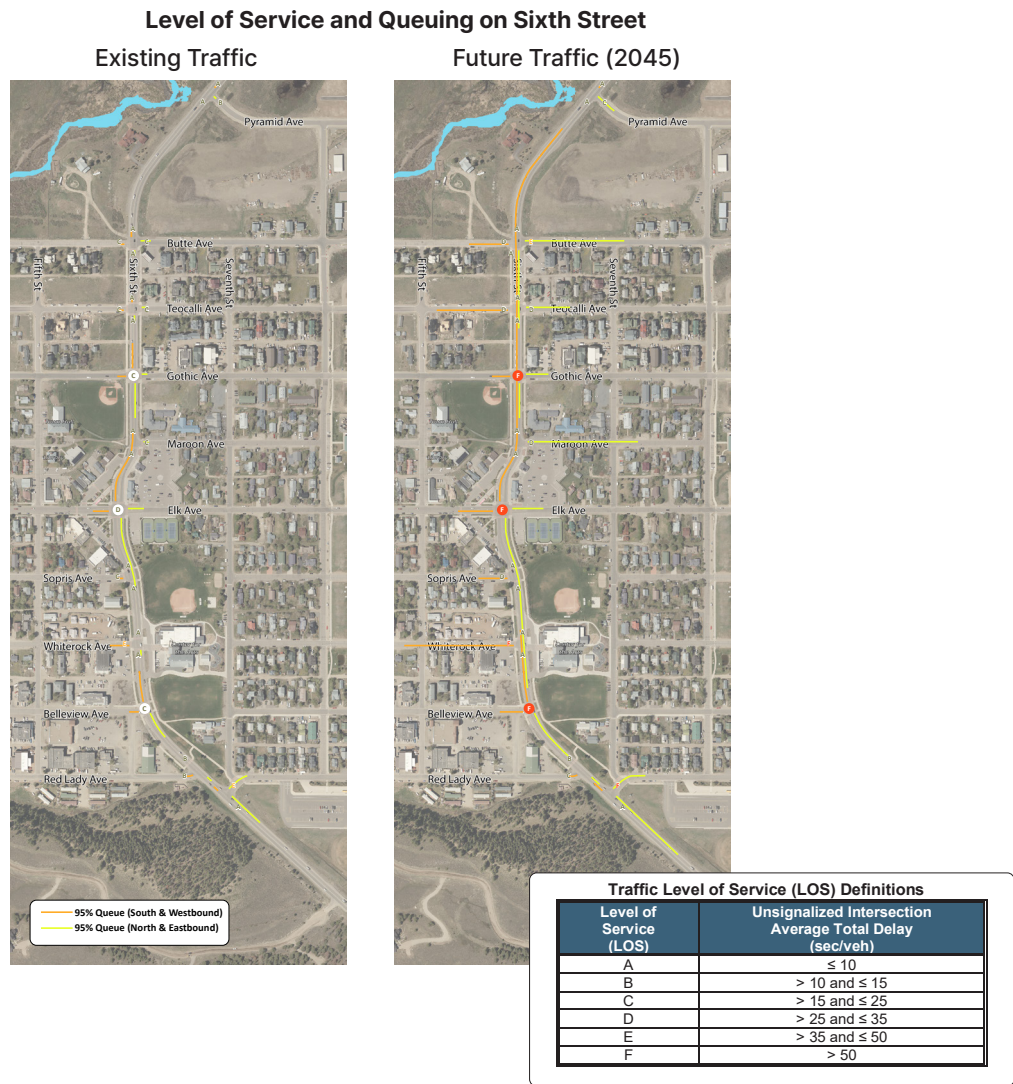 Level of Service and Queuing on Sixth Street
Existing Traffic
Future Traffic (2045)
A
A
B
Pyramid Ave
A
Butte Ave
Fifth St
Sixth St
Seventh St
Teocalli Ave
C
A
C
Gothic Ave
Maroon Ave
C
A
D
Elk Ave
Sopris Ave
A
A
Whiterock Ave
A
C
Belleview Ave
B
Red Lady Ave
A
95% Queue (South & Westbound)
95% Queue (North & Eastbound)
A
A
C
Pyramid Ave
Butte Ave
Fifth St
Sixth St
Seventh St
Teocalli Ave
A
F
Gothic Ave
Maroon Ave
A
F
Elk Ave
Sopris Ave
A
A
Whiterock Ave
A
F
Belleview Ave
Red Lady Ave
A
Traffic Level of Service (LOS) Definitions
Level of Service (LOS)
Unsignalized Intersection Average Total Delay (sec/veh)
A ≤ 10
B > 10 and ≤ 15
C > 15 and ≤ 25
D > 25 and ≤ 35
E > 35 and ≤ 50
F > 50